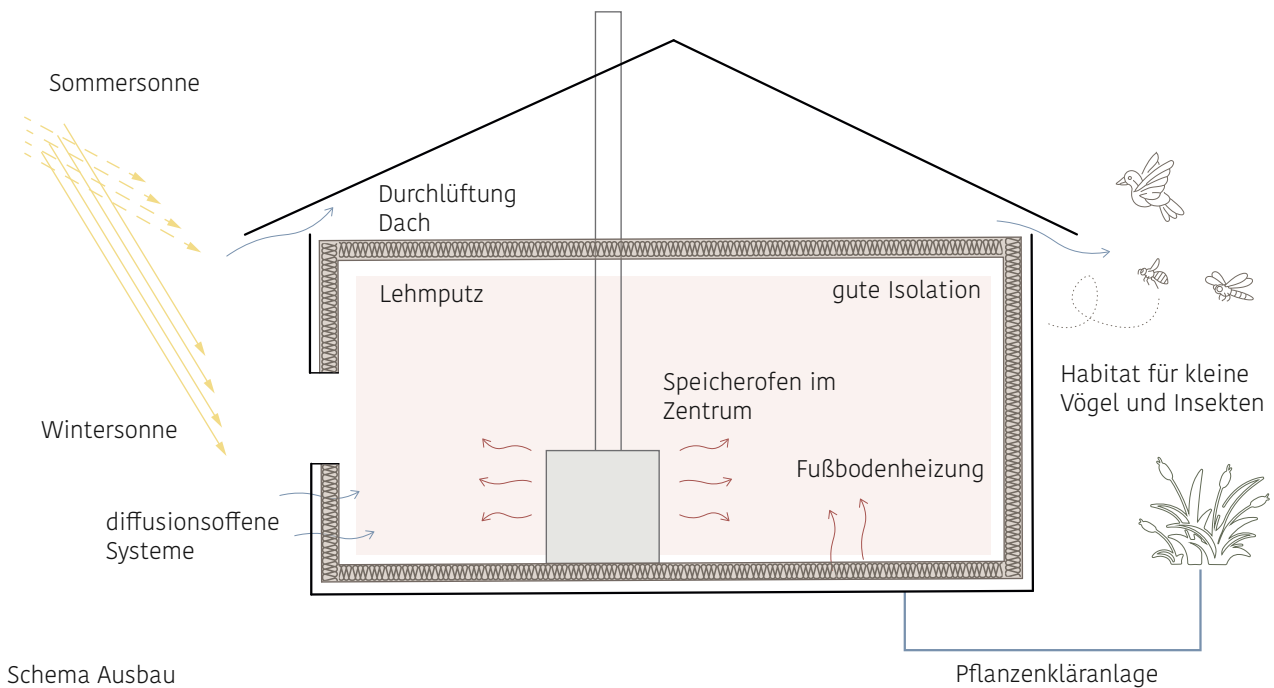 Sommersonne
Durchlüftung
Dach
Lehmputz
gute Isolation
Speicherofen im
Zentrum
Habitat für kleine
Vögel und Insekten
Wintersonne
Fußbodenheizung
diffusionsoffene
Systeme
Schema Ausbau
Pflanzenkläranlage